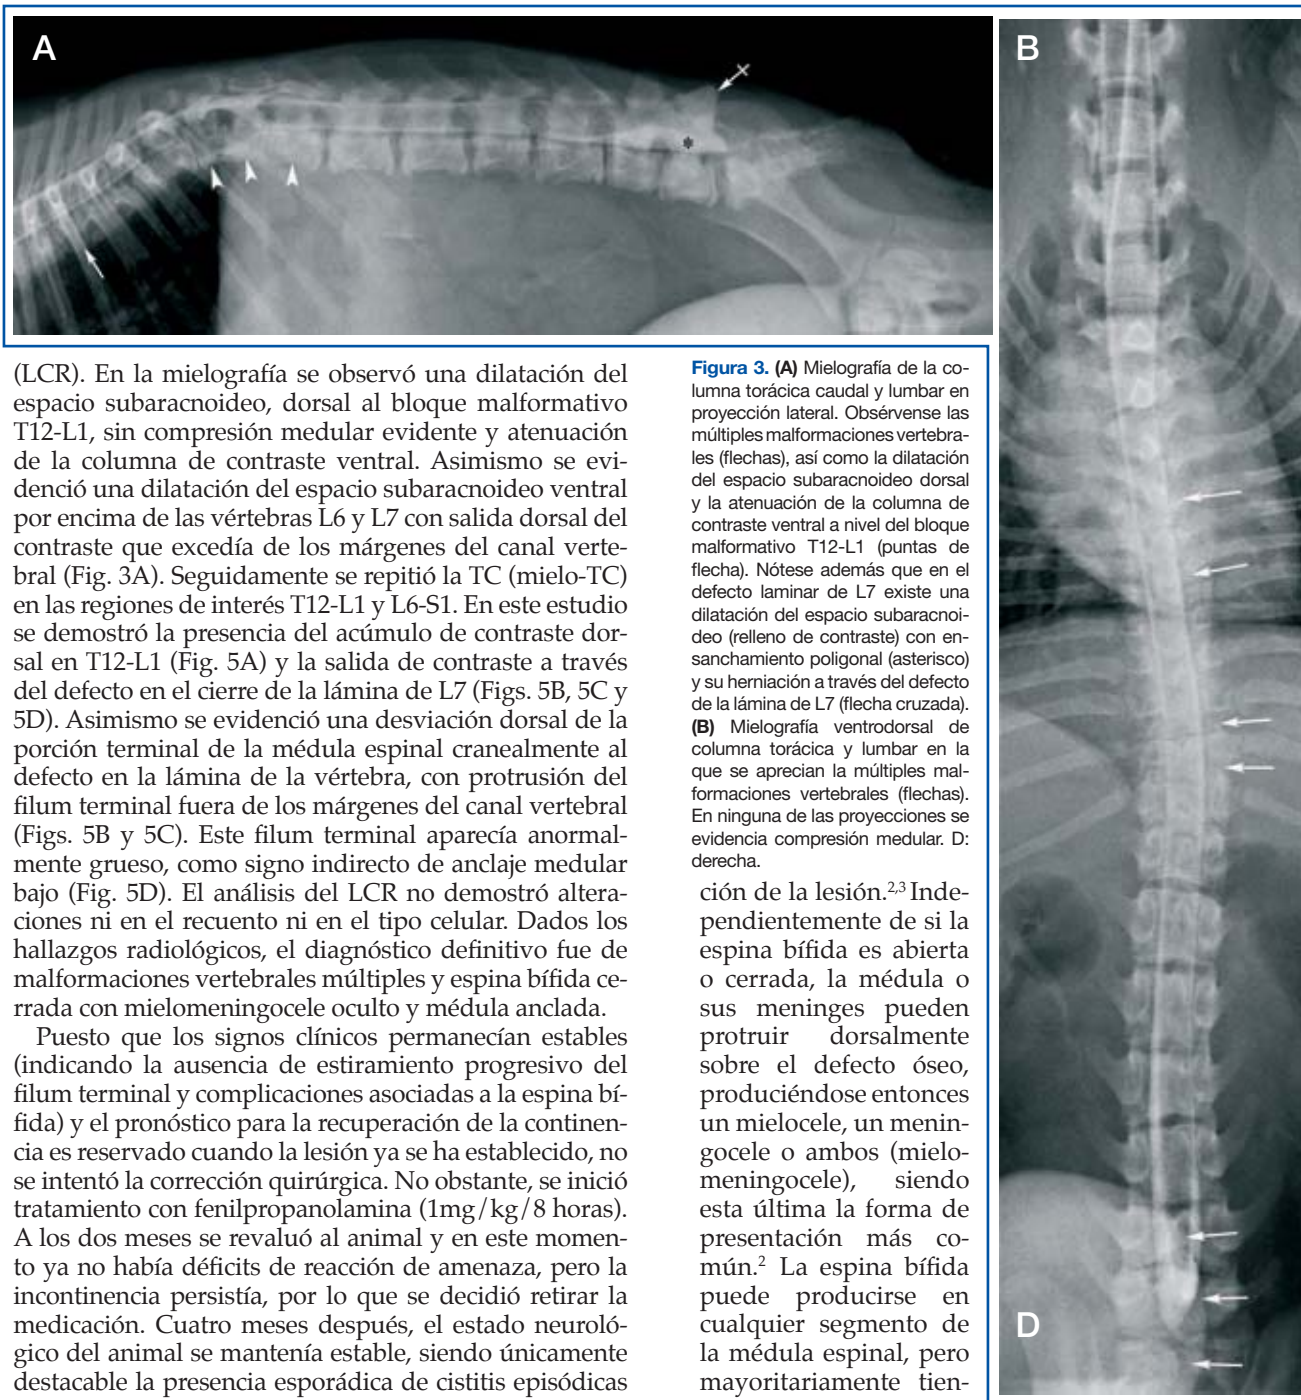 A
B
(LCR). En la mielografía se observó una dilatación del
espacio subaracnoideo, dorsal al bloque malformativo
T12-L1, sin compresión medular evidente y atenuación
de la columna de contraste ventral. Asimismo se evi-
denció una dilatación del espacio subaracnoideo ventral
por encima de las vértebras L6 y L7 con salida dorsal del
contraste que excedía de los márgenes del canal verte-
bral (Fig. 3A). Seguidamente se repitió la TC (mielo-TC)
en las regiones de interés T12-L1 y L6-S1. En este estudio
se demostró la presencia del acúmulo de contraste dor-
sal en T12-L1 (Fig. 5A) y la salida de contraste a través
del defecto en el cierre de la lámina de L7 (Figs. 5B, 5C y
5D). Asimismo se evidenció una desviación dorsal de la
porción terminal de la médula espinal cranealmente al
defecto en la lámina de la vértebra, con protrusión del
filum terminal fuera de los márgenes del canal vertebral
(Figs. 5B y 5C). Este filum terminal aparecía anormal-
mente grueso, como signo indirecto de anclaje medular
bajo (Fig. 5D). El análisis del LCR no demostró altera-
ciones ni en el recuento ni en el tipo celular. Dados los
hallazgos radiológicos, el diagnóstico definitivo fue de
malformaciones vertebrales múltiples y espina bífida ce-
rrada con mielomeningocele oculto y médula anclada.
Puesto que los signos clínicos permanecían estables
(indicando la ausencia de estiramiento progresivo del
filum terminal y complicaciones asociadas a la espina bí-
fida) y el pronóstico para la recuperación de la continen-
cia es reservado cuando la lesión ya se ha establecido, no
se intentó la corrección quirúrgica. No obstante, se inició
tratamiento con fenilpropanolamina (1mg/kg/8 horas).
A los dos meses se revaluó al animal y en este momen-
to ya no había déficits de reacción de amenaza, pero la
incontinencia persistía, por lo que se decidió retirar la
medicación. Cuatro meses después, el estado neuroló-
gico del animal se mantenía estable, siendo únicamente
destacable la presencia esporádica de cistitis episódicas
Figura 3. (A) Mielografía de la co-
lumna torácica caudal y lumbar en
proyección lateral. Obsérvense las
múltiples malformaciones vertebra-
les (flechas), así como la dilatación
del espacio subaracnoideo dorsal
y la atenuación de la columna de
contraste ventral a nivel del bloque
malformativo T12-L1 (puntas de
flecha). Nótese además que en el
defecto laminar de L7 existe una
dilatación del espacio subaracnoi-
deo (relleno de contraste) con en-
sanchamiento poligonal (asterisco)
y su herniación a través del defecto
de la lámina de L7 (flecha cruzada).
(B) Mielografía ventrodorsal de
columna torácica y lumbar en la
que se aprecian la múltiples mal-
formaciones vertebrales (flechas).
En ninguna de las proyecciones se
evidencia compresión medular. D:
derecha.
ción de la lesión.2,3 Inde-
pendientemente de si la
espina bífida es abierta
o cerrada, la médula o
sus meninges pueden
protruir dorsalmente
sobre el defecto óseo,
produciéndose entonces
un mielocele, un menin-
gocele o ambos (mielo-
meningocele), siendo
esta última la forma de
presentación más co-
mún.2 La espina bífida
puede producirse en
cualquier segmento de
la médula espinal, pero
mayoritariamente tien-
D